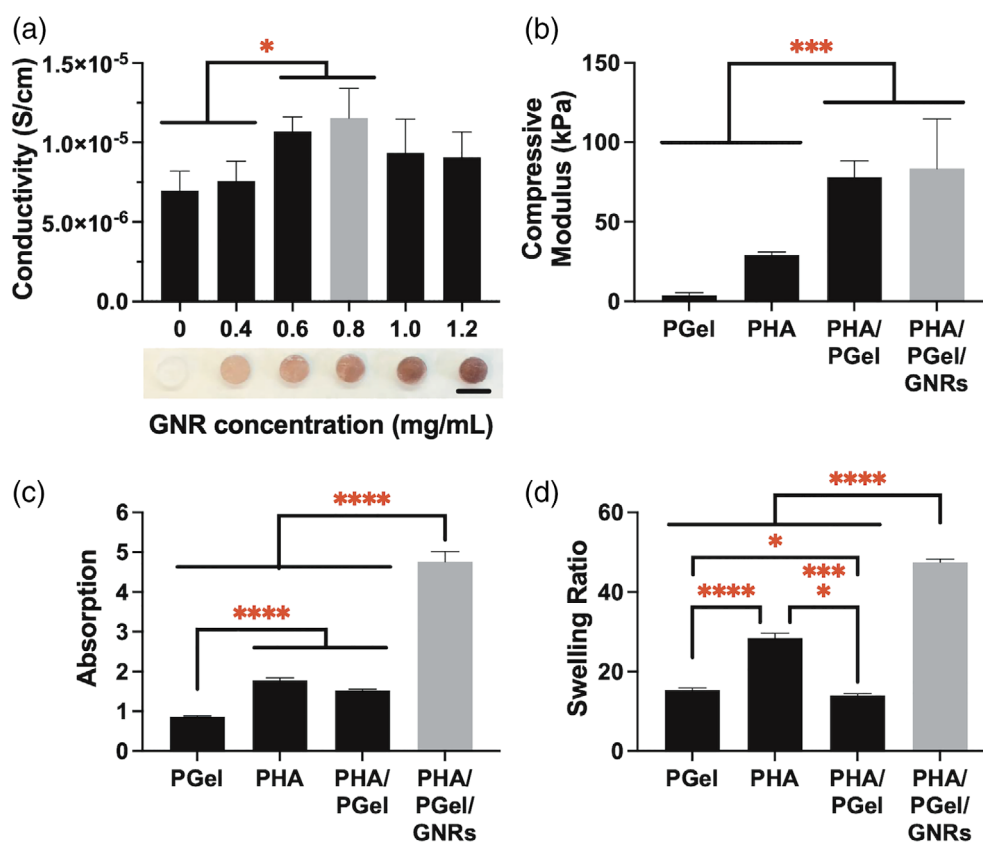 (a)
*
1.5×10⁻⁵
1.0×10⁻⁵
5.0×10⁻⁶
0.0
Conductivity (S/cm)
0 0.4 0.6 0.8 1.0 1.2
GNR concentration (mg/mL)
(b)
***
150
100
50
0
Compressive
Modulus (kPa)
PGel PHA PHA/ PHA/
PGel PGel/
GNRs
(c)
****
****
6
5
4
3
2
1
0
Absorption
PGel PHA PHA/ PHA/
PGel PGel/
GNRs
(d)
****
*
****
***
*
60
40
20
0
Swelling Ratio
PGel PHA PHA/ PHA/
PGel PGel/
GNRs